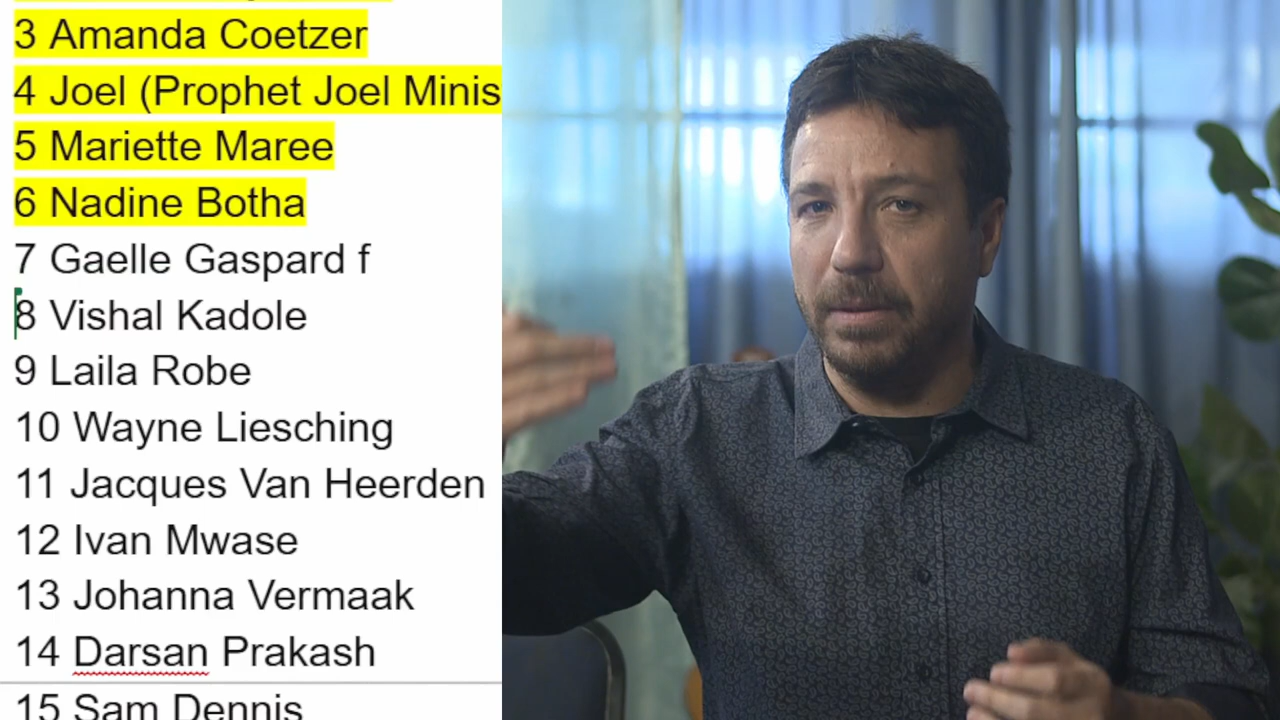 3 Amanda Coetzer
4 Joel (Prophet Joel Minis
5 Mariette Maree
6 Nadine Botha
7 Gaelle Gaspard f
8 Vishal Kadole
9 Laila Robe
10 Wayne Liesching
11 Jacques Van Heerden
12 Ivan Mwase
13 Johanna Vermaak
14 Darsan Prakash
15 Sam Dennis